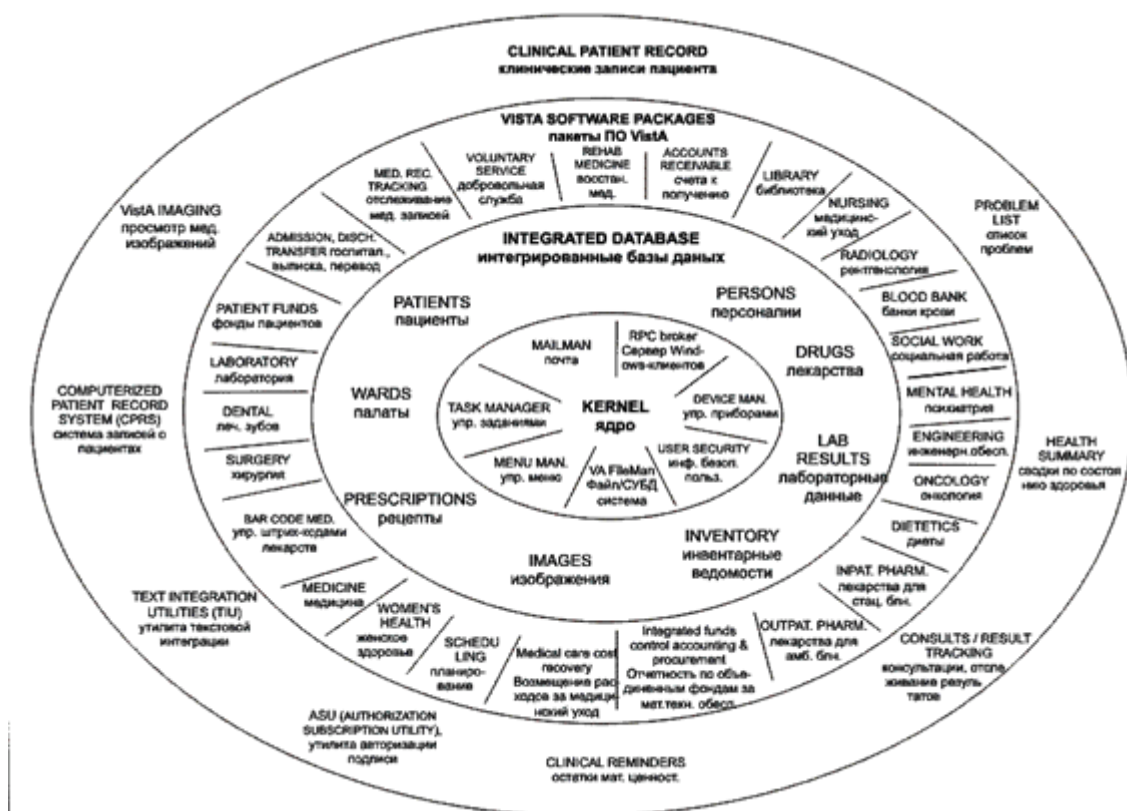 CLINICAL PATIENT RECORD
клинические записи пациента
VISTA SOFTWARE PACKAGES
пакеты ПО VistA
MED. REC.
TRACKING
отслеживание
мед. записей
VOLUNTARY
SERVICE
добровольная
служба
REHAB
MEDICINE
восстан.
мед.
ACCOUNTS
RECEIVABLE
счета к
получению
LIBRARY
библиотека
NURSING
медицинс-
кий уход
RADIOLOGY
рентгенология
BLOOD BANK
банки крови
SOCIAL WORK
социальная работа
MENTAL HEALTH
психиатрия
ENGINEERING
инженерн.обесп.
ONCOLOGY
онкология
DIETETICS
диеты
INPAT. PHARM.
лекарства для
стац. блн.
OUTPAT. PHARM.
лекарства для
амб. блн.
Integrated funds
control accounting &
procurement
Отчетность по объе-
диненным фондам за
мат.техн. обесп.
Medical care cost
recovery
Возмещение рас-
ходов за медици-
нский уход
SCHEDU
LING
планиро-
вание
WOMEN'S
HEALTH
женское
здоровье
MEDICINE
медицина
BAR CODE MED.
упр. штрих-кодами
лекарств
SURGERY
хирургия
DENTAL
леч. зубов
LABORATORY
лаборатория
PATIENT FUNDS
фонды пациентов
ADMISSION, DISCH.
TRANSFER госпитал.,
выписка, перевод
INTEGRATED DATABASE
интегрированные базы даных
PATIENTS
пациенты
PERSONS
персоналии
DRUGS
лекарства
LAB
RESULTS
лабораторные
данные
INVENTORY
инвентарные
ведомости
IMAGES
изображения
PRESCRIPTIONS
рецепты
WARDS
палаты
MAILMAN
почта
RPC broker
Сервер Wind-
ows-клиентов
DEVICE MAN.
упр. приборами
USER SECURITY
инф. безоп.
польз.
VA FileMan
Файл/СУБД
система
MENU MAN.
упр. меню
TASK MANAGER
упр. заданиями
KERNEL
ядро
VistA IMAGING
просмотр мед.
изображений
PROBLEM
LIST
список
проблем
COMPUTERIZED
PATIENT RECORD
SYSTEM (CPRS)
система записей о
пациентах
HEALTH
SUMMARY
сводки по состоя
нию здоровья
TEXT INTEGRATION
UTILITIES (TIU)
утилита текстовой
интеграции
CONSULTS / RESULT
TRACKING
консультации, отсле
живание резуль
татов
ASU (AUTHORIZATION
SUBSCRIPTION UTILITY),
утилита авторизации
подписи
CLINICAL REMINDERS
остатки мат. ценност.